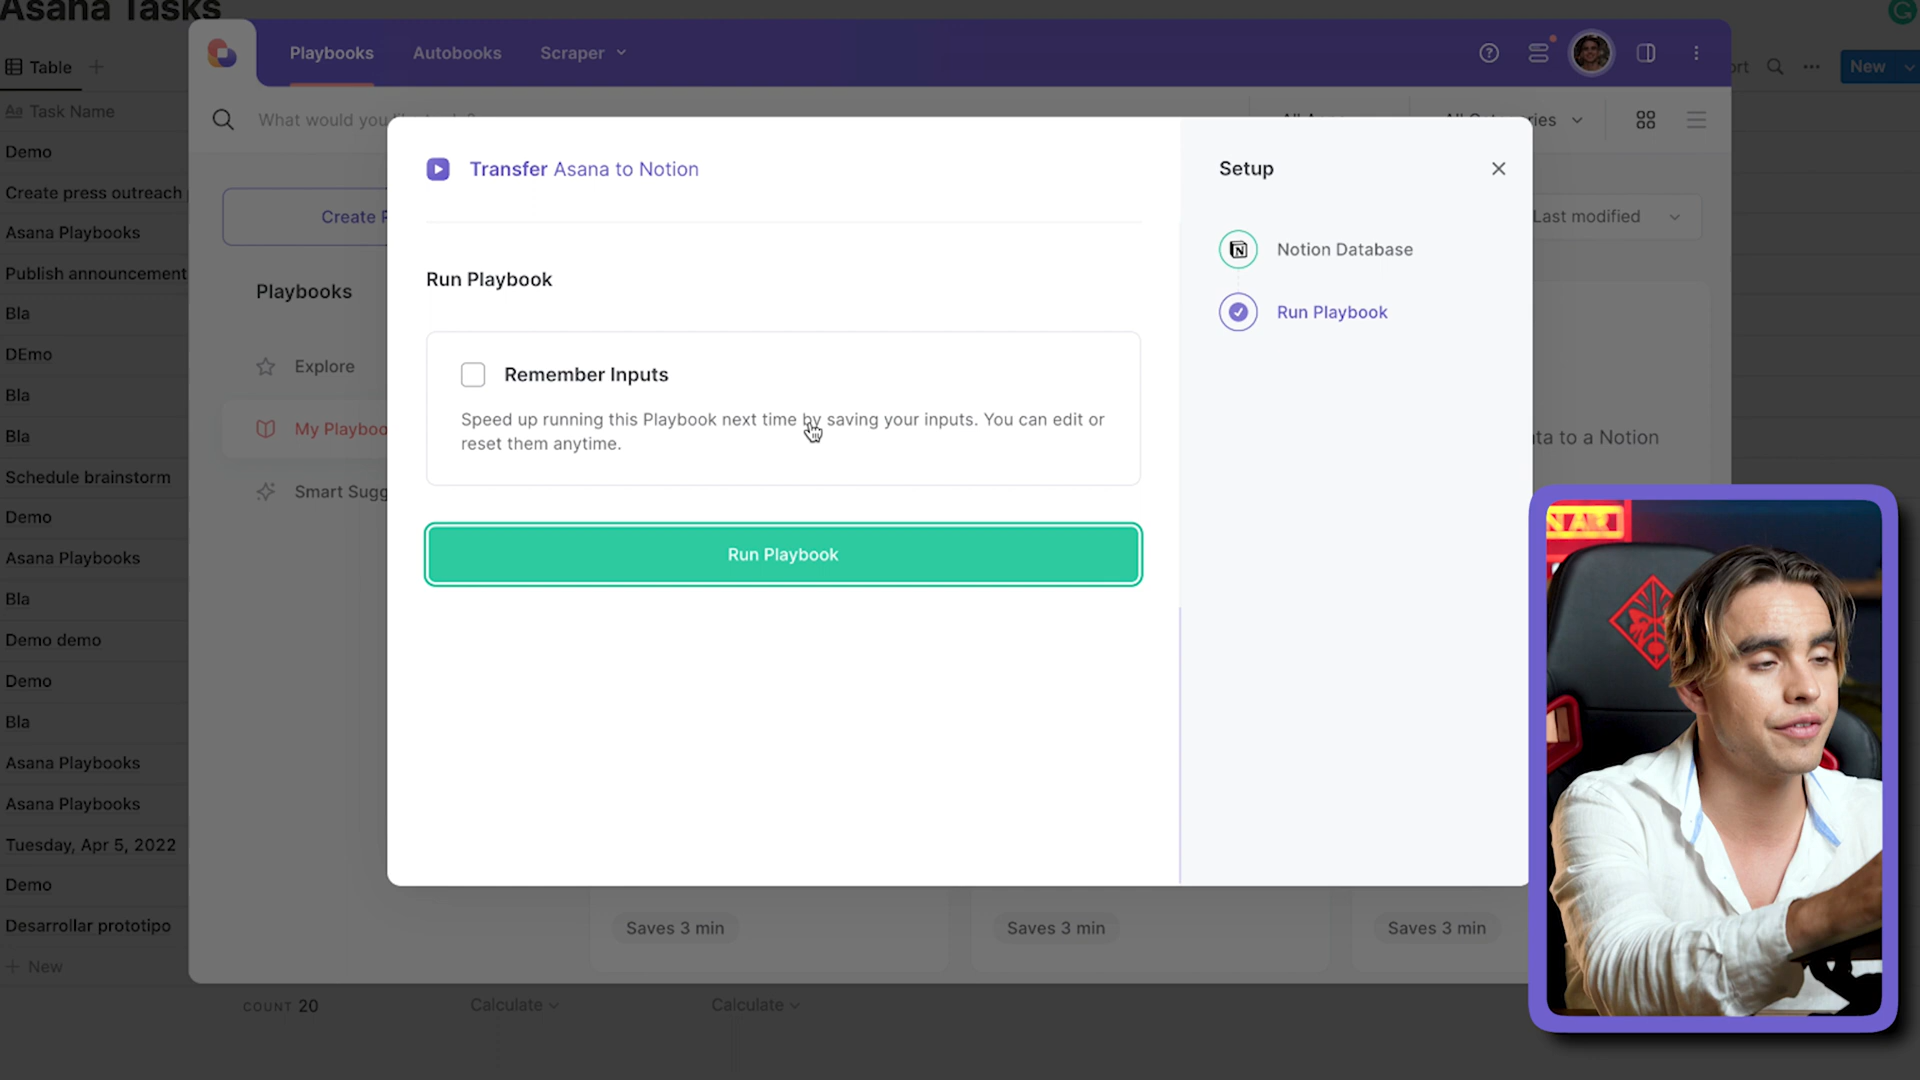 Asana Tasks
Table
New
Aa Task Name
Demo
Create press outreach
Asana Playbooks
Publish announcement
Bla
DEmo
Bla
Bla
Schedule brainstorm
Demo
Asana Playbooks
Bla
Demo demo
Demo
Bla
Asana Playbooks
Asana Playbooks
Tuesday, Apr 5, 2022
Demo
Desarrollar prototipo
+ New
COUNT 20
Calculate
Calculate
Playbooks
Autobooks
Scraper
What would you
Create
Last modified
Playbooks
Explore
My Playboo
Smart Sugg
ta to a Notion
Saves 3 min
Saves 3 min
Saves 3 min
Transfer Asana to Notion
Run Playbook
Remember Inputs
Speed up running this Playbook next time by saving your inputs. You can edit or
reset them anytime.
Run Playbook
Setup
Notion Database
Run Playbook